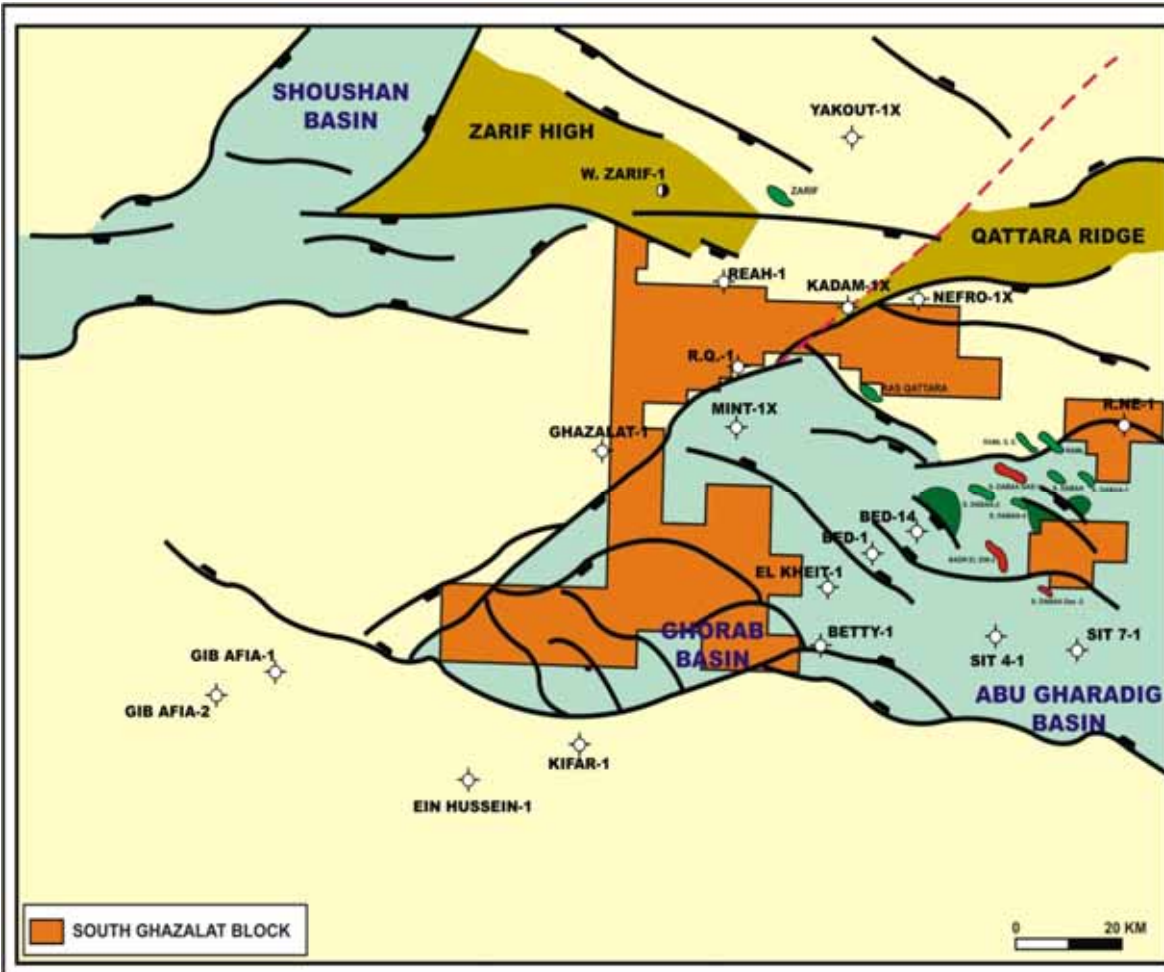 SHOUSHAN
BASIN
ZARIF HIGH
YAKOUT-1X
W. ZARIF-1
ZARIF
QATTARA RIDGE
REAH-1
KADAM-1X
NEFRO-1X
R.Q.-1
RAS QATTARA
MINT-1X
R.NE-1
GHAZALAT-1
BED-14
BED-1
EL KHEIT-1
GHORAB
BASIN
BETTY-1
SIT 4-1
SIT 7-1
GIB AFIA-1
GIB AFIA-2
ABU GHARADIG
BASIN
KIFAR-1
EIN HUSSEIN-1
SOUTH GHAZALAT BLOCK
0 20 KM